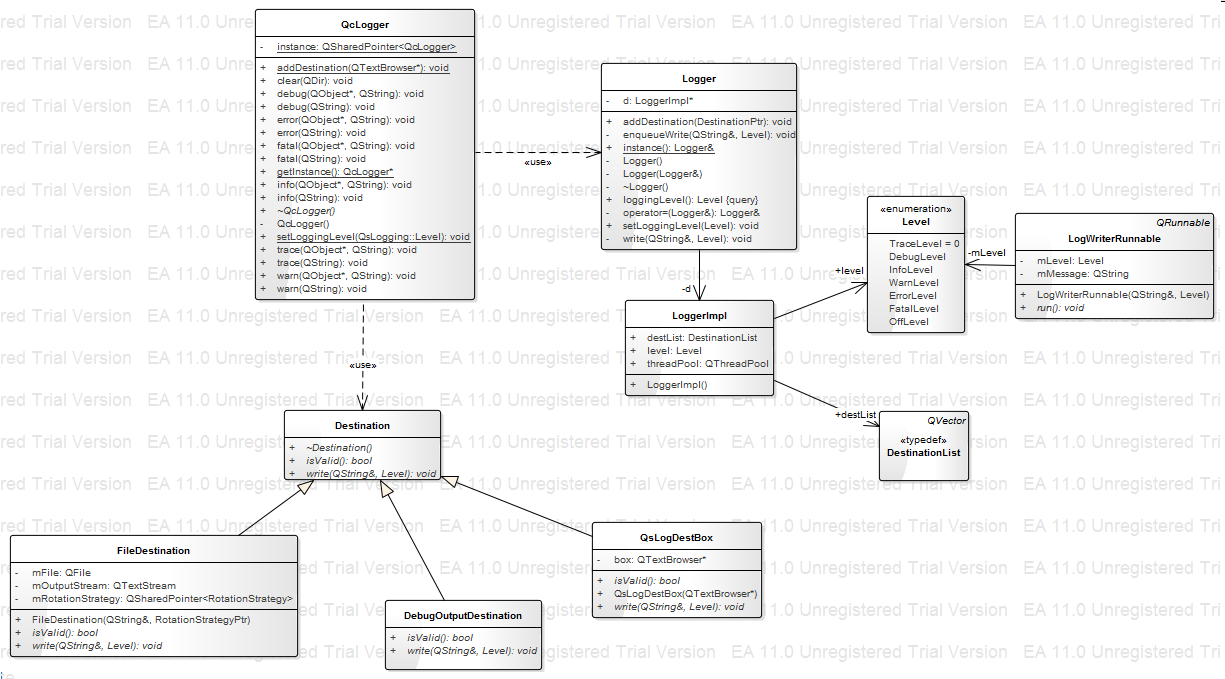 QcLogger
- instance: QSharedPointer<QcLogger>
+ addDestination(QTextBrowser*): void
+ clear(QDir): void
+ debug(QObject*, QString): void
+ debug(QString): void
+ error(QObject*, QString): void
+ error(QString): void
+ fatal(QObject*, QString): void
+ fatal(QString): void
+ getInstance(): QcLogger*
+ info(QObject*, QString): void
+ info(QString): void
+ ~QcLogger()
- QcLogger()
+ setLoggingLevel(QsLogging::Level): void
+ trace(QObject*, QString): void
+ trace(QString): void
+ warn(QObject*, QString): void
+ warn(QString): void
«use»
Logger
- d: LoggerImpl*
+ addDestination(DestinationPtr): void
- enqueueWrite(QString&, Level): void
+ instance(): Logger&
- Logger()
- Logger(Logger&)
- ~Logger()
+ loggingLevel(): Level {query}
- operator=(Logger&): Logger&
+ setLoggingLevel(Level): void
- write(QString&, Level): void
-d
LoggerImpl
+ destList: DestinationList
+ level: Level
+ threadPool: QThreadPool
+ LoggerImpl()
+level
«enumeration»
Level
TraceLevel = 0
DebugLevel
InfoLevel
WarnLevel
ErrorLevel
FatalLevel
OffLevel
-mLevel
QRunnable
LogWriterRunnable
- mLevel: Level
- mMessage: QString
+ LogWriterRunnable(QString&, Level)
+ run(): void
+destList
QVector
«typedef»
DestinationList
«use»
Destination
+ ~Destination()
+ isValid(): bool
+ write(QString&, Level): void
FileDestination
- mFile: QFile
- mOutputStream: QTextStream
- mRotationStrategy: QSharedPointer<RotationStrategy>
+ FileDestination(QString&, RotationStrategyPtr)
+ isValid(): bool
+ write(QString&, Level): void
DebugOutputDestination
+ isValid(): bool
+ write(QString&, Level): void
QsLogDestBox
- box: QTextBrowser*
+ isValid(): bool
+ QsLogDestBox(QTextBrowser*)
+ write(QString&, Level): void
EA 11.0 Unregistered Trial Version